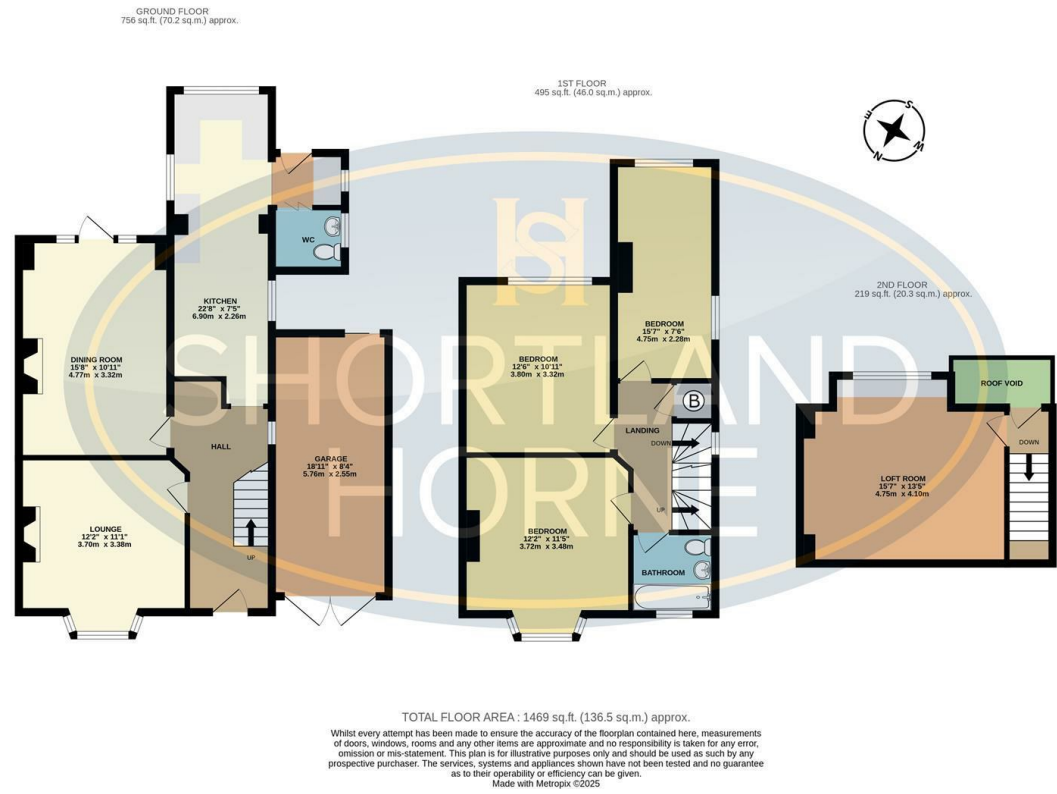 GROUND FLOOR
756 sq.ft. (70.2 sq.m.) approx.
1ST FLOOR
495 sq.ft. (46.0 sq.m.) approx.
S
E
W
N
WC
KITCHEN
22'8" x 7'5"
6.90m x 2.26m
DINING ROOM
15'8" x 10'11"
4.77m x 3.32m
HALL
GARAGE
18'11" x 8'4"
5.76m x 2.55m
LOUNGE
12'2" x 11'1"
3.70m x 3.38m
UP
BEDROOM
15'7" x 7'6"
4.75m x 2.28m
BEDROOM
12'6" x 10'11"
3.80m x 3.32m
B
LANDING
DOWN
UP
BEDROOM
12'2" x 11'5"
3.72m x 3.48m
BATHROOM
2ND FLOOR
219 sq.ft. (20.3 sq.m.) approx.
ROOF VOID
DOWN
LOFT ROOM
15'7" x 13'5"
4.75m x 4.10m
SH
SHORTLAND
HORNE
TOTAL FLOOR AREA : 1469 sq.ft. (136.5 sq.m.) approx.
Whilst every attempt has been made to ensure the accuracy of the floorplan contained here, measurements
of doors, windows, rooms and any other items are approximate and no responsibility is taken for any error,
omission or mis-statement. This plan is for illustrative purposes only and should be used as such by any
prospective purchaser. The services, systems and appliances shown have not been tested and no guarantee
as to their operability or efficiency can be given.
Made with Metropix ©2025